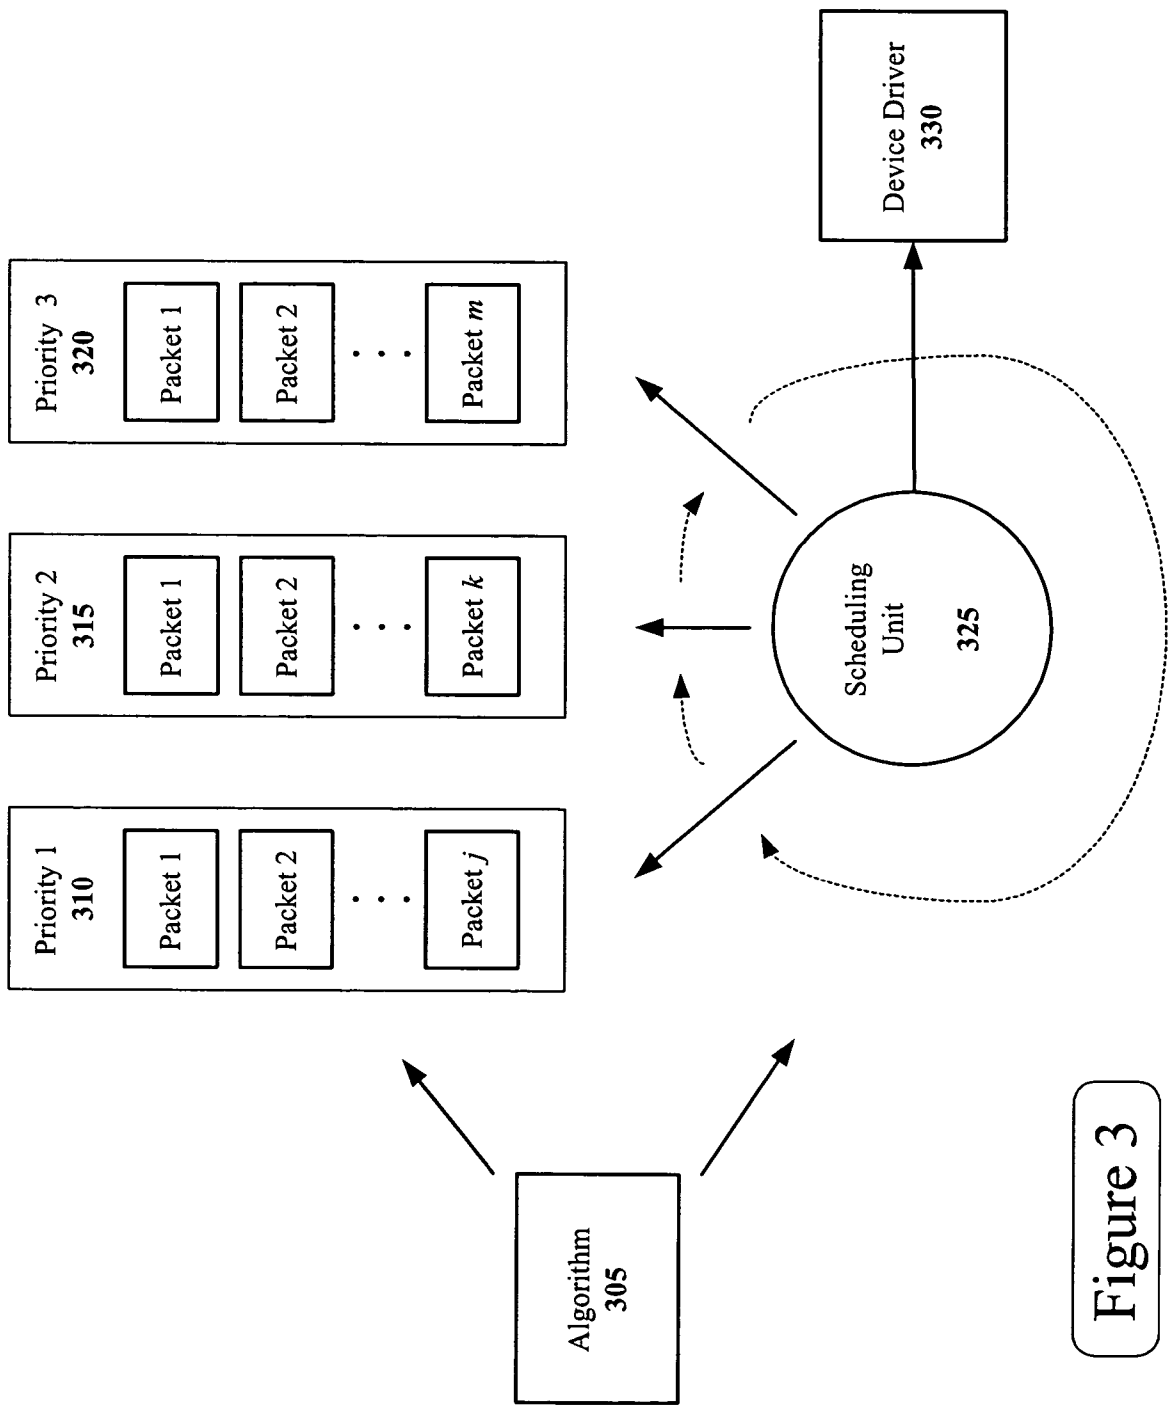 Algorithm
305
Priority 1
310
Packet 1
Packet 2
. . .
Packet j
Priority 2
315
Packet 1
Packet 2
. . .
Packet k
Priority 3
320
Packet 1
Packet 2
. . .
Packet m
Scheduling
Unit
325
Device Driver
330
Figure 3